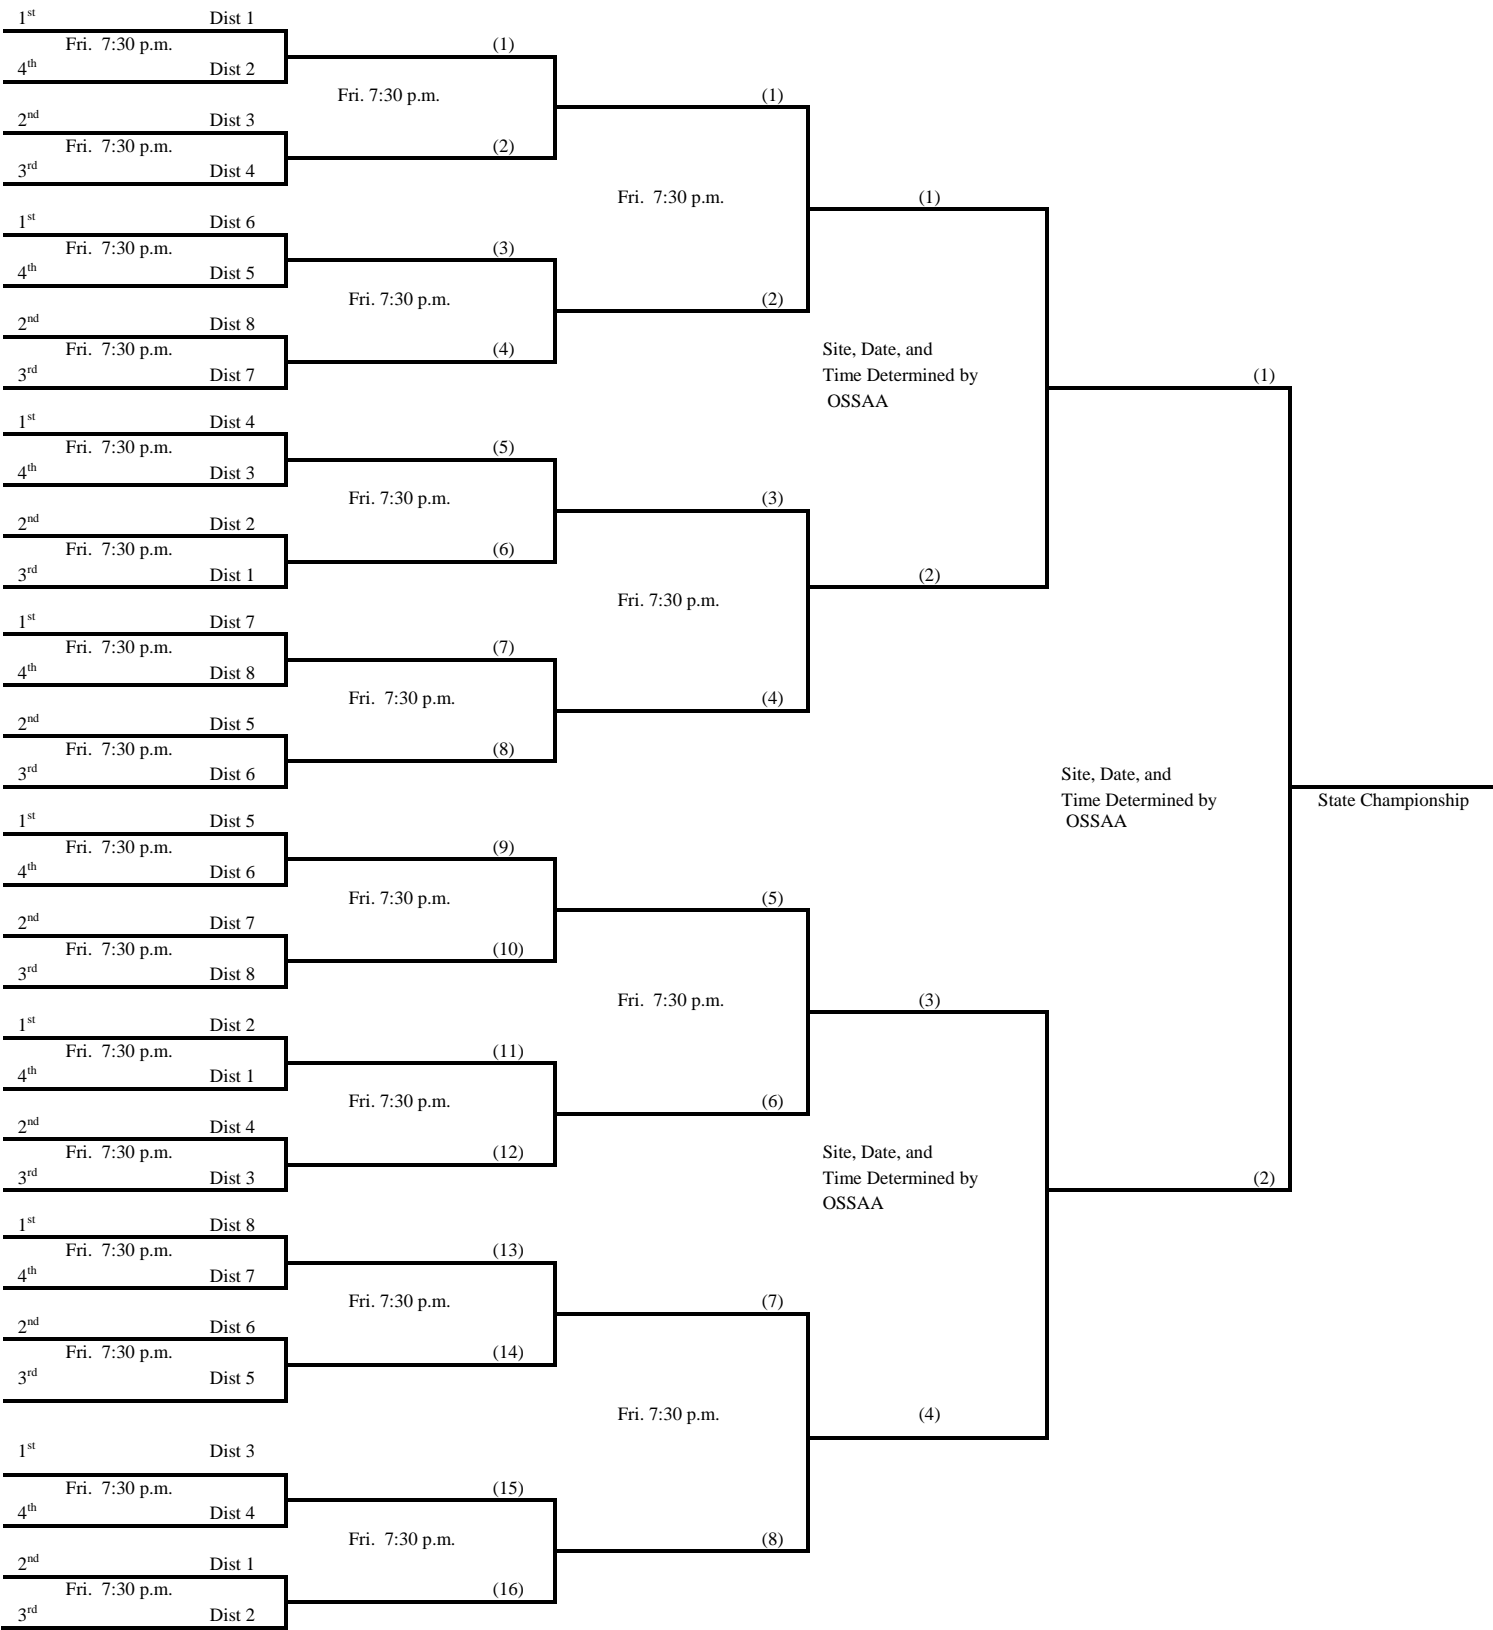 1st Dist 1
Fri. 7:30 p.m. (1)
4th Dist 2
Fri. 7:30 p.m. (1)
2nd Dist 3
Fri. 7:30 p.m. (2)
3rd Dist 4
Fri. 7:30 p.m. (1)
1st Dist 6
Fri. 7:30 p.m. (3)
4th Dist 5
Fri. 7:30 p.m. (2)
2nd Dist 8
Fri. 7:30 p.m. (4) Site, Date, and
3rd Dist 7 Time Determined by (1)
OSSAA
1st Dist 4
Fri. 7:30 p.m. (5)
4th Dist 3
Fri. 7:30 p.m. (3)
2nd Dist 2
Fri. 7:30 p.m. (6)
3rd Dist 1 (2)
Fri. 7:30 p.m.
1st Dist 7
Fri. 7:30 p.m. (7)
4th Dist 8
Fri. 7:30 p.m. (4)
2nd Dist 5
Fri. 7:30 p.m. (8)
3rd Dist 6 Site, Date, and
Time Determined by State Championship
1st Dist 5 OSSAA
Fri. 7:30 p.m. (9)
4th Dist 6
Fri. 7:30 p.m. (5)
2nd Dist 7
Fri. 7:30 p.m. (10)
3rd Dist 8
Fri. 7:30 p.m. (3)
1st Dist 2
Fri. 7:30 p.m. (11)
4th Dist 1
Fri. 7:30 p.m. (6)
2nd Dist 4
Fri. 7:30 p.m. (12) Site, Date, and
3rd Dist 3 Time Determined by (2)
OSSAA
1st Dist 8
Fri. 7:30 p.m. (13)
4th Dist 7
Fri. 7:30 p.m. (7)
2nd Dist 6
Fri. 7:30 p.m. (14)
3rd Dist 5
Fri. 7:30 p.m. (4)
1st Dist 3
Fri. 7:30 p.m. (15)
4th Dist 4
Fri. 7:30 p.m. (8)
2nd Dist 1
Fri. 7:30 p.m. (16)
3rd Dist 2